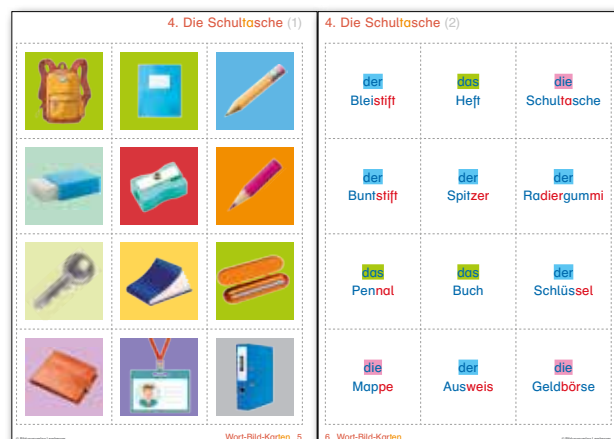 4. Die Schultasche (1)
Wort-Bild-Karten 5
4. Die Schultasche (2)
der das die
Bleistift Heft Schultasche
der der der
Buntstift Spitzer Radiergummi
das das der
Pennal Buch Schlüssel
die der die
Mappe Ausweis Geldbörse
6 Wort-Bild-Karten